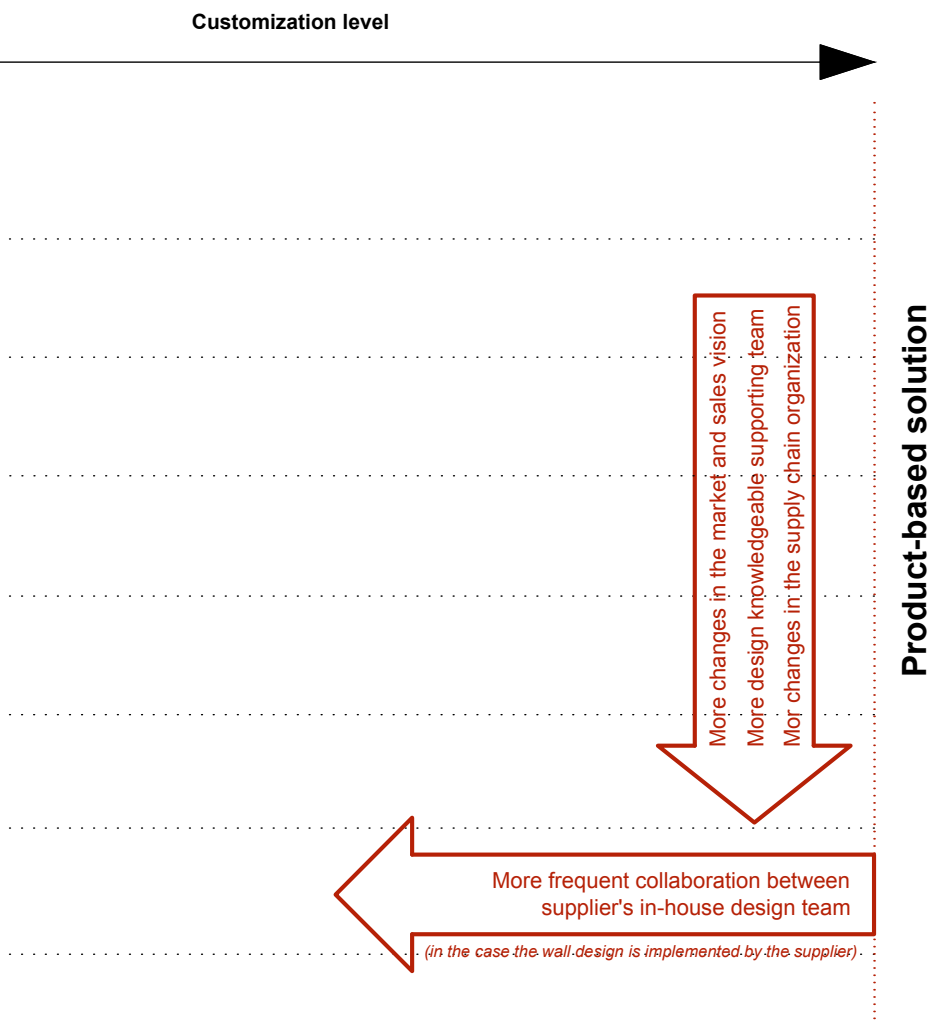 Customization level
More changes in the market and sales vision
More design knowledgeable supporting team
Mor changes in the supply chain organization
Product-based solution
More frequent collaboration between
supplier's in-house design team
(in the case the wall design is implemented by the supplier)